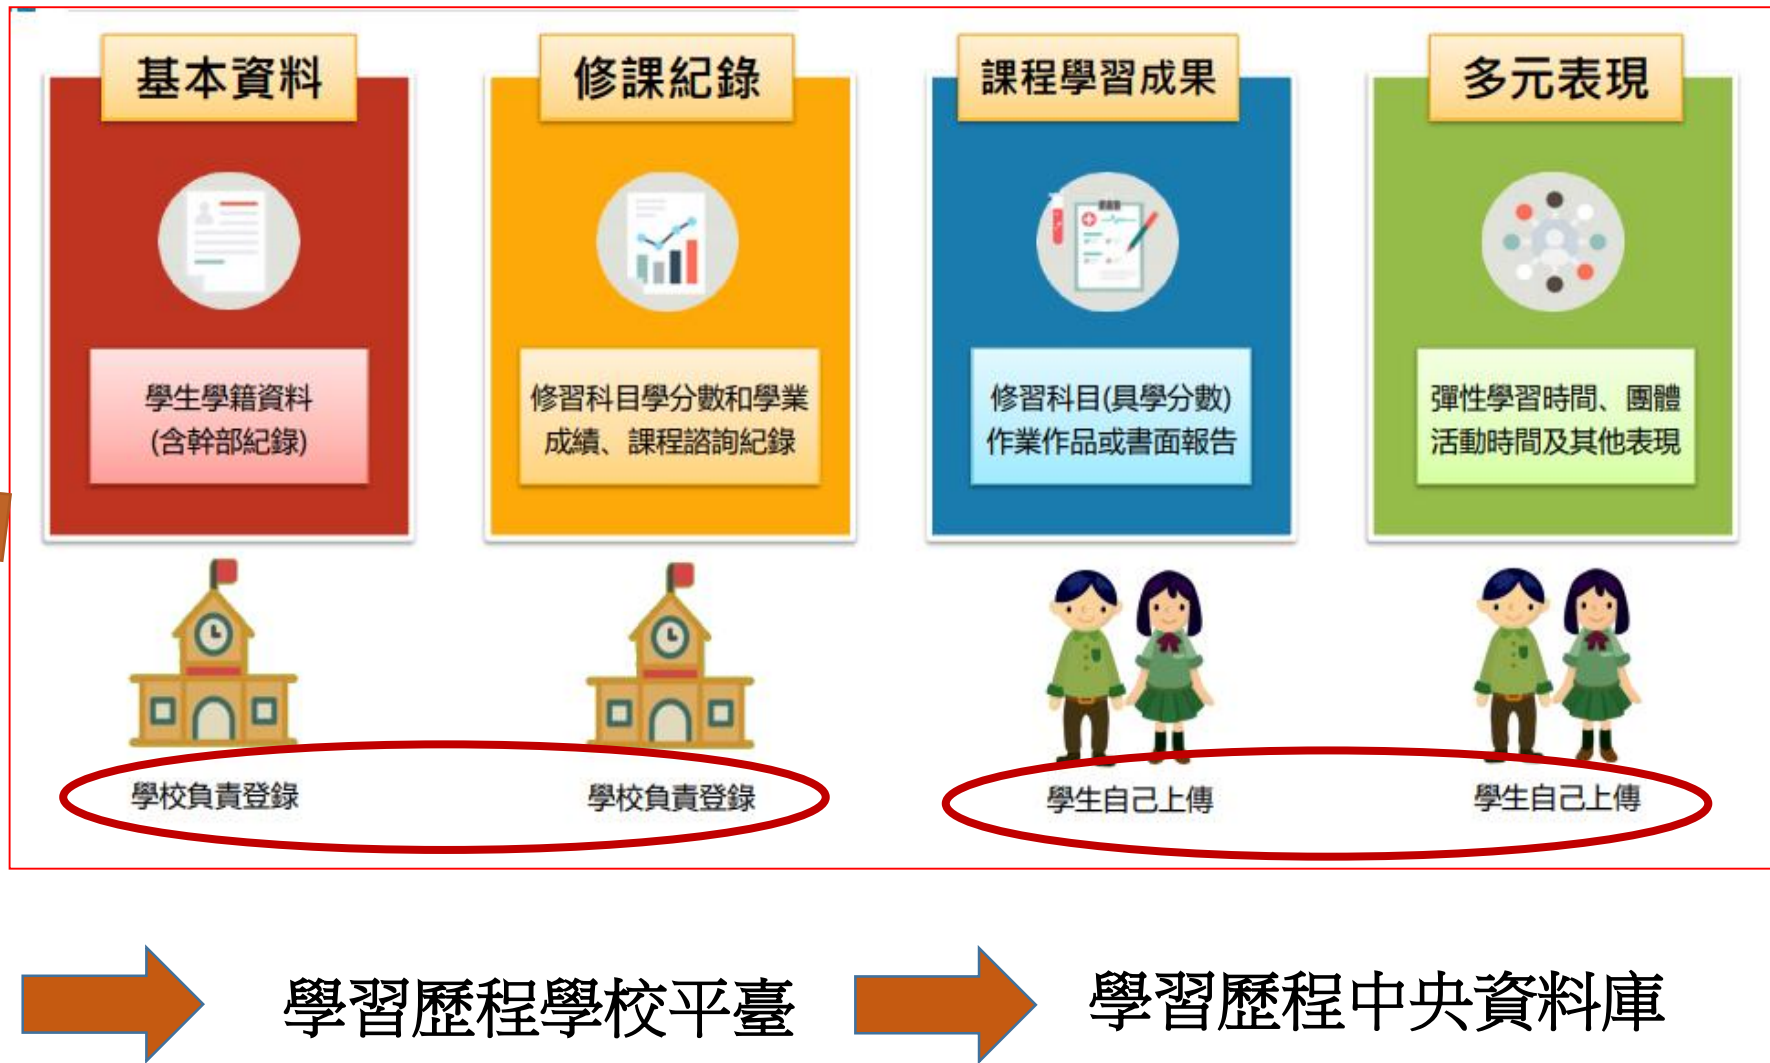 基本資料
修課紀錄
課程學習成果
多元表現
學生學籍資料
(含幹部紀錄)
修習科目學分數和學業
成績、課程諮詢紀錄
修習科目(具學分數)
作業作品或書面報告
彈性學習時間、團體
活動時間及其他表現
學校負責登錄
學校負責登錄
學生自己上傳
學生自己上傳
學習歷程學校平臺
學習歷程中央資料庫